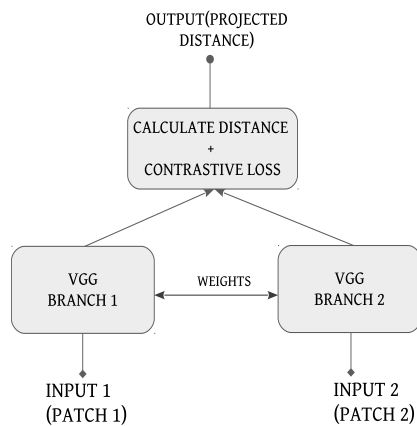 OUTPUT(PROJECTED
DISTANCE)
CALCULATE DISTANCE
+
CONTRASTIVE LOSS
VGG
BRANCH 1
WEIGHTS
VGG
BRANCH 2
INPUT 1
(PATCH 1)
INPUT 2
(PATCH 2)